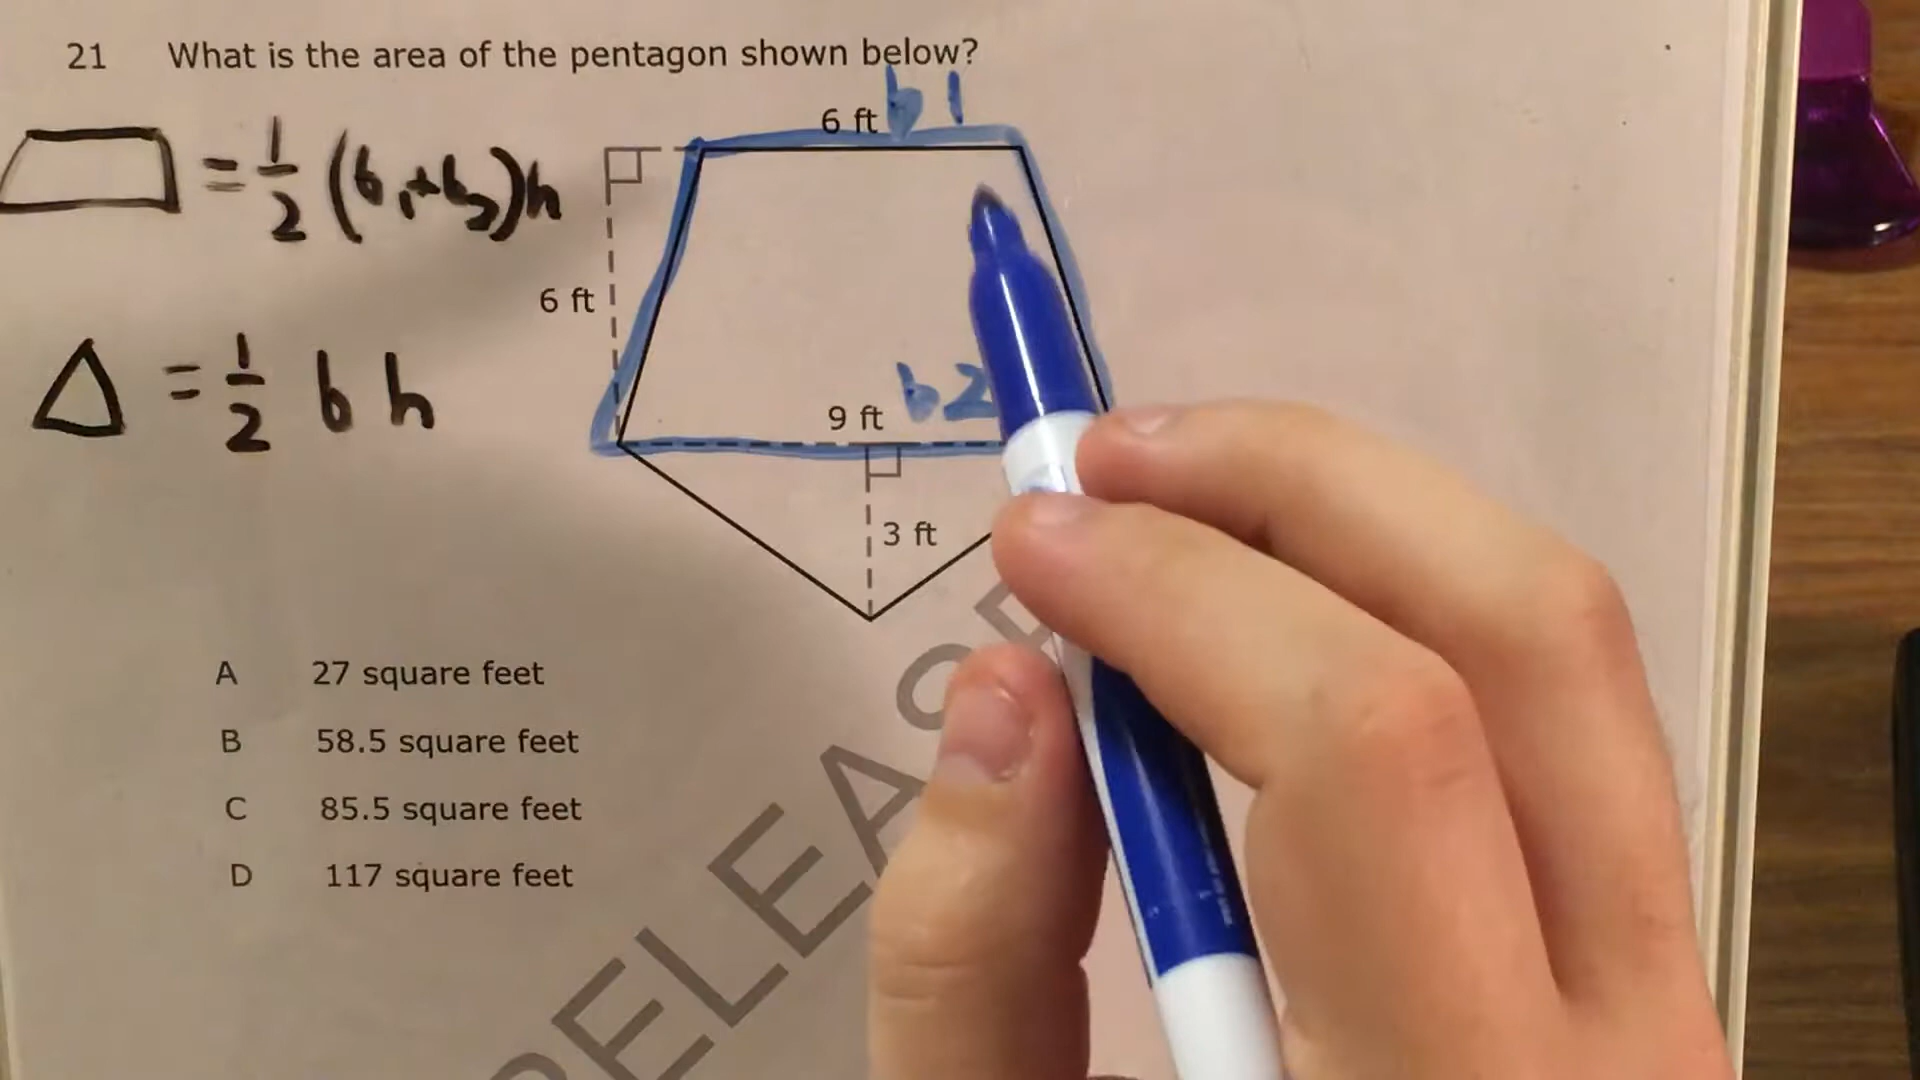 21 What is the area of the pentagon shown below?
b1
6 ft
= 1/2 (b1+b2)h
6 ft
= 1/2 b h
9 ft
b2
3 ft
A 27 square feet
B 58.5 square feet
C 85.5 square feet
D 117 square feet
RELEASE